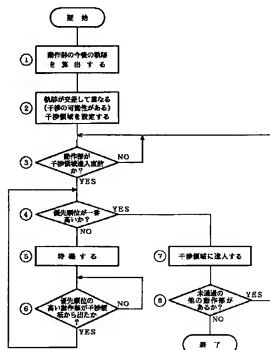 開始
①
動作部の今後の軌跡
を算出する
②
軌跡が交差して重なる
(干渉の可能性がある)
干渉領域を設定する
③
動作部が
干渉領域進入直前
か?
NO
YES
④
優先順位が一番
高いか?
YES
NO
⑤
待機する
⑦
干渉領域に進入する
⑥
優先順位の
高い動作部が干渉領
域から出たか
?
NO
YES
⑧
未通過の
他の動作部が
あるか?
YES
NO
終了